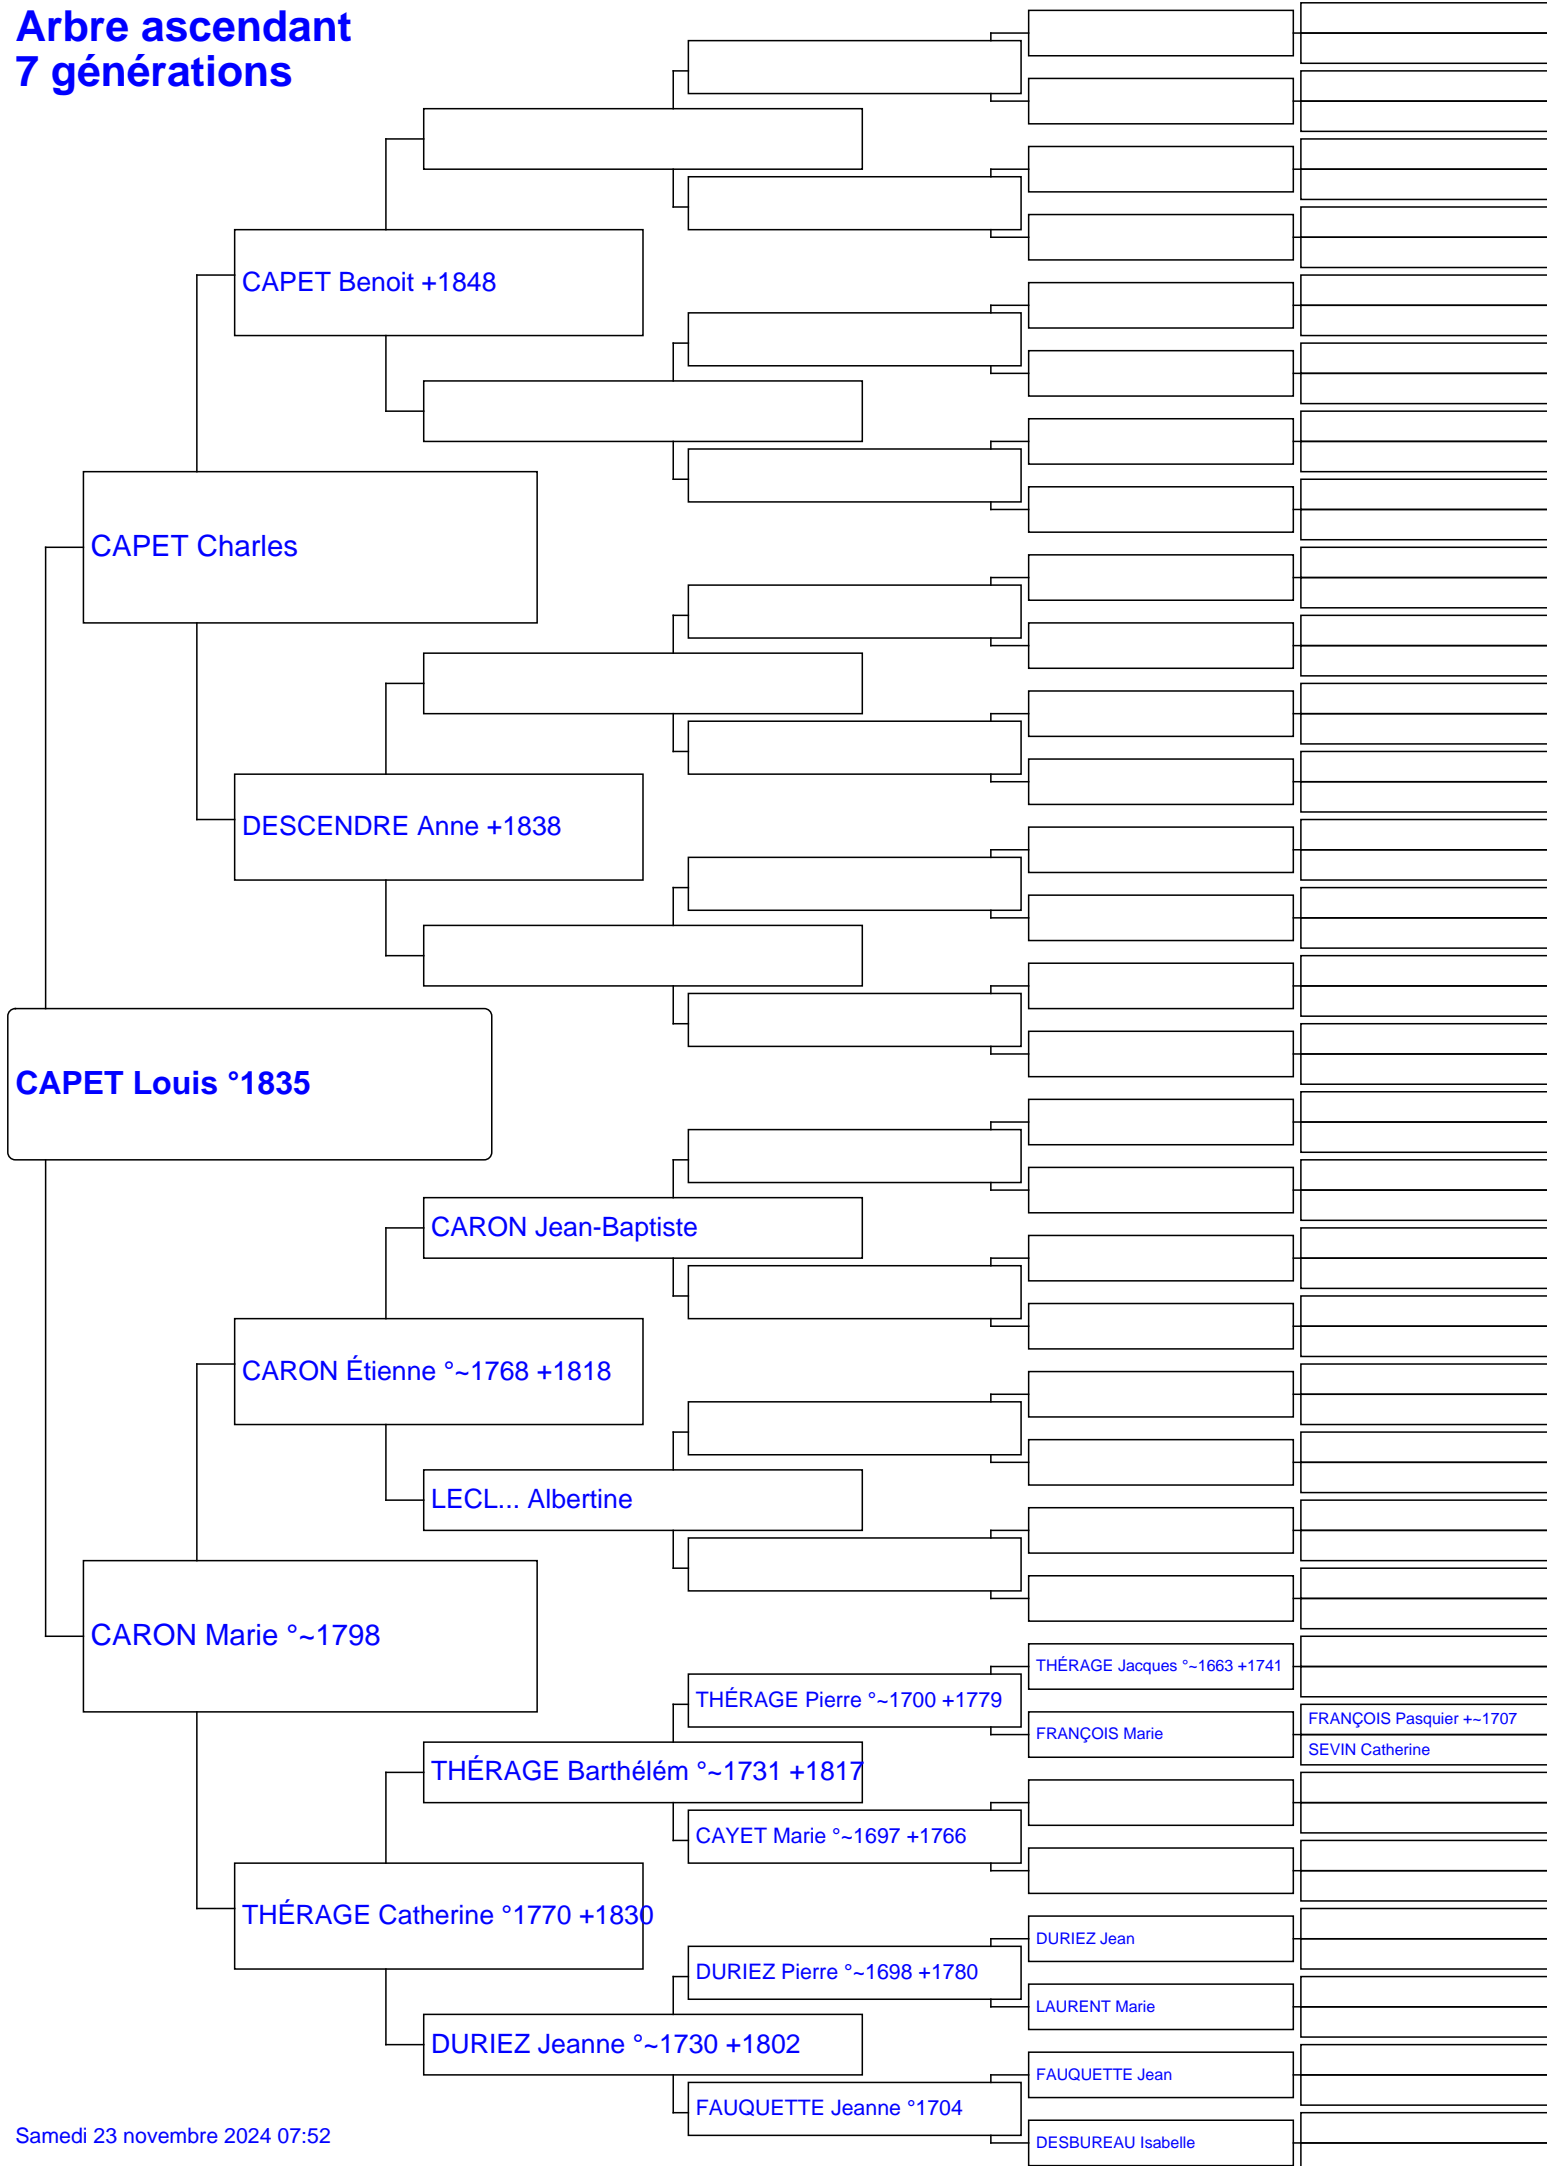 Arbre ascendant
7 générations
CAPET Benoit +1848
CAPET Charles
DESCENDRE Anne +1838
CAPET Louis °1835
CARON Jean-Baptiste
CARON Étienne °~1768 +1818
LECL... Albertine
CARON Marie °~1798
THÉRAGE Jacques °~1663 +1741
THÉRAGE Pierre °~1700 +1779
FRANÇOIS Pasquier +~1707
FRANÇOIS Marie
SEVIN Catherine
THÉRAGE Barthélém °~1731 +1817
CAYET Marie °~1697 +1766
THÉRAGE Catherine °1770 +1830
DURIEZ Jean
DURIEZ Pierre °~1698 +1780
LAURENT Marie
DURIEZ Jeanne °~1730 +1802
FAUQUETTE Jean
FAUQUETTE Jeanne °1704
DESBUREAU Isabelle
Samedi 23 novembre 2024 07:52